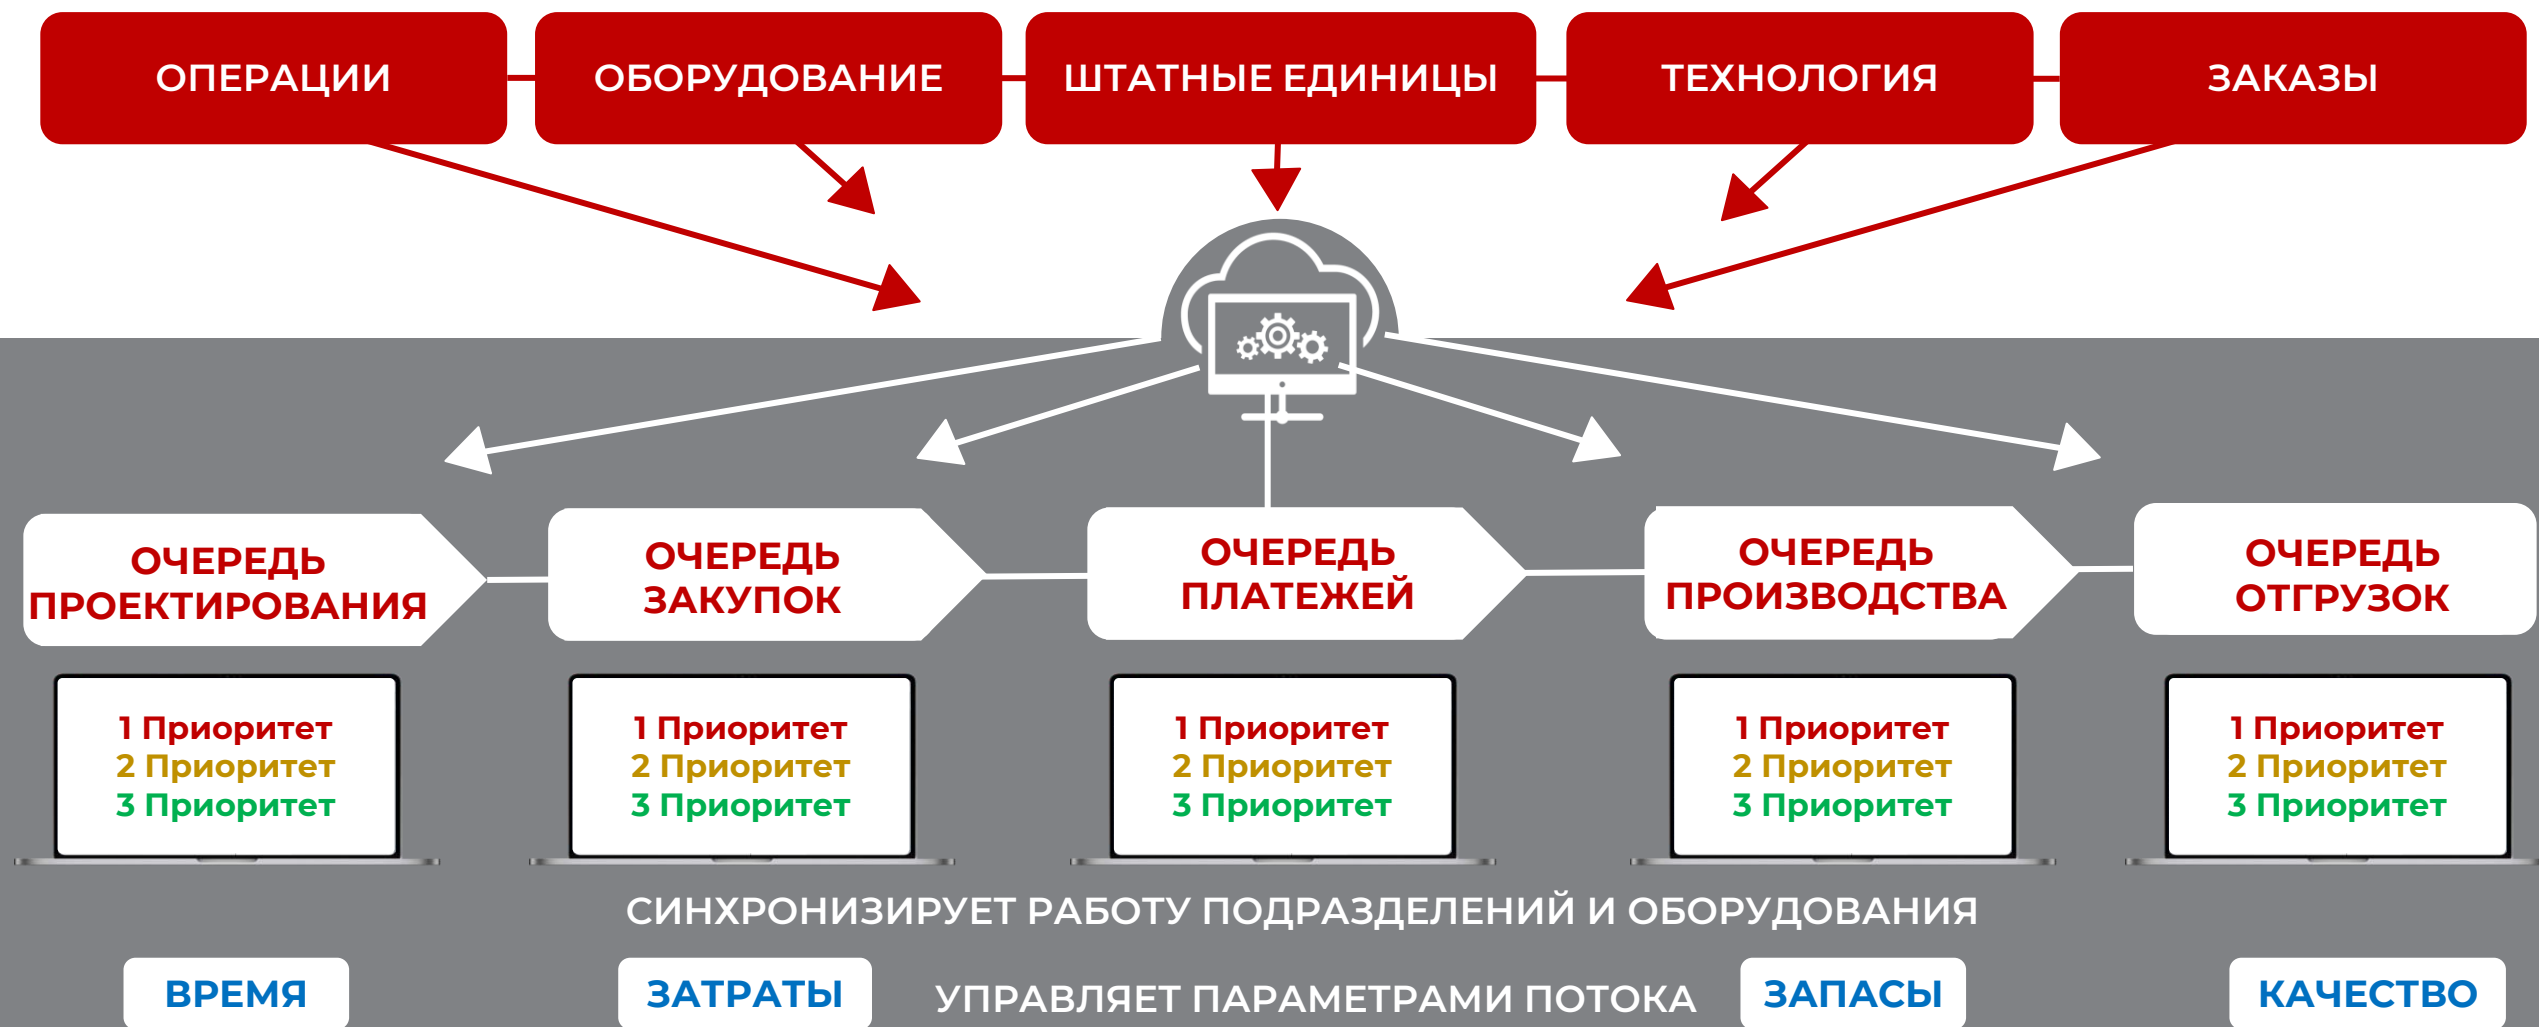 ОПЕРАЦИИ
ОБОРУДОВАНИЕ
ШТАТНЫЕ ЕДИНИЦЫ
ТЕХНОЛОГИЯ
ЗАКАЗЫ
ОЧЕРЕДЬ
ПРОЕКТИРОВАНИЯ
ОЧЕРЕДЬ
ЗАКУПОК
ОЧЕРЕДЬ
ПЛАТЕЖЕЙ
ОЧЕРЕДЬ
ПРОИЗВОДСТВА
ОЧЕРЕДЬ
ОТГРУЗОК
1 Приоритет
2 Приоритет
3 Приоритет
1 Приоритет
2 Приоритет
3 Приоритет
1 Приоритет
2 Приоритет
3 Приоритет
1 Приоритет
2 Приоритет
3 Приоритет
1 Приоритет
2 Приоритет
3 Приоритет
СИНХРОНИЗИРУЕТ РАБОТУ ПОДРАЗДЕЛЕНИЙ И ОБОРУДОВАНИЯ
ВРЕМЯ
ЗАТРАТЫ
УПРАВЛЯЕТ ПАРАМЕТРАМИ ПОТОКА
ЗАПАСЫ
КАЧЕСТВО